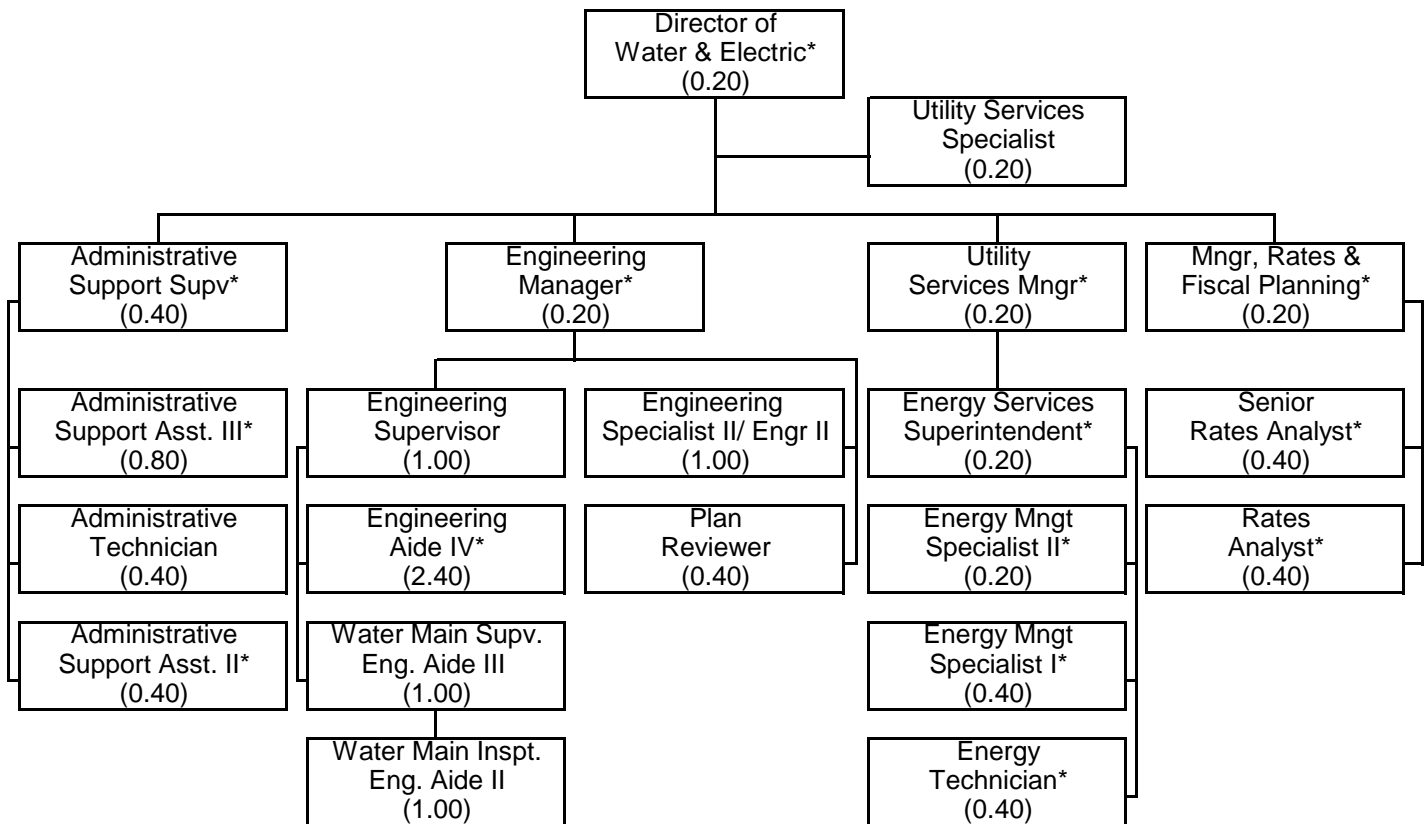 Director of
Water & Electric*
(0.20)
Utility Services
Specialist
(0.20)
Administrative
Support Supv*
(0.40)
Engineering
Manager*
(0.20)
Utility
Services Mngr*
(0.20)
Mngr, Rates &
Fiscal Planning*
(0.20)
Administrative
Support Asst. III*
(0.80)
Engineering
Supervisor
(1.00)
Engineering
Specialist II/ Engr II
(1.00)
Energy Services
Superintendent*
(0.20)
Senior
Rates Analyst*
(0.40)
Administrative
Technician
(0.40)
Engineering
Aide IV*
(2.40)
Plan
Reviewer
(0.40)
Energy Mngt
Specialist II*
(0.20)
Rates
Analyst*
(0.40)
Administrative
Support Asst. II*
(0.40)
Water Main Supv.
Eng. Aide III
(1.00)
Energy Mngt
Specialist I*
(0.40)
Water Main Inspt.
Eng. Aide II
(1.00)
Energy
Technician*
(0.40)